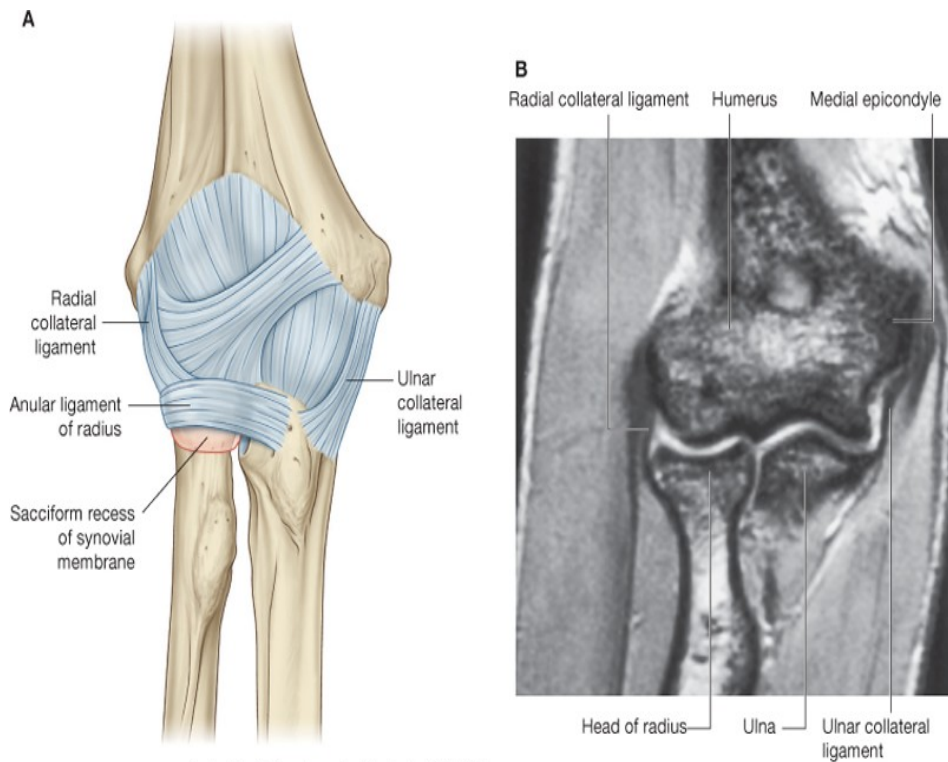 A
Radial
collateral
ligament
Anular ligament
of radius
Sacciform recess
of synovial
membrane
Ulnar
collateral
ligament
B
Radial collateral ligament
Humerus
Medial epicondyle
Head of radius
Ulna
Ulnar collateral
ligament